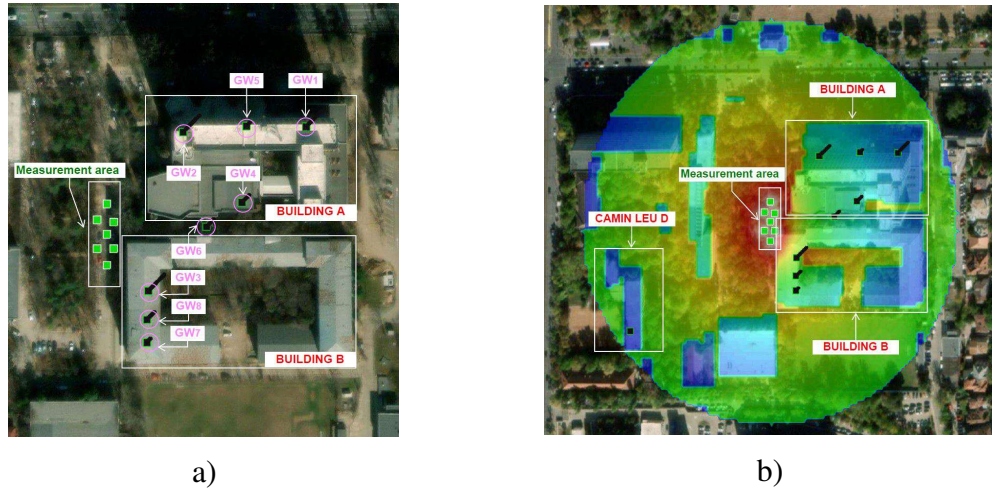 GW5
GW1
GW2
GW4
Measurement area
BUILDING A
GW6
GW3
GW8
GW7
BUILDING B
a)
BUILDING A
Measurement area
CAMIN LEU D
BUILDING B
b)